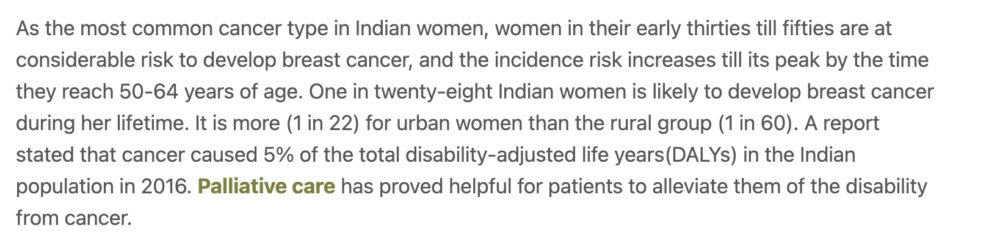 As the most common cancer type in Indian women, women in their early thirties till fifties are at
considerable risk to develop breast cancer, and the incidence risk increases till its peak by the time
they reach 50-64 years of age. One in twenty-eight Indian women is likely to develop breast cancer
during her lifetime. It is more (1 in 22) for urban women than the rural group (1 in 60). A report
stated that cancer caused 5% of the total disability-adjusted life years(DALYs) in the Indian
population in 2016. Palliative care has proved helpful for patients to alleviate them of the disability
from cancer.